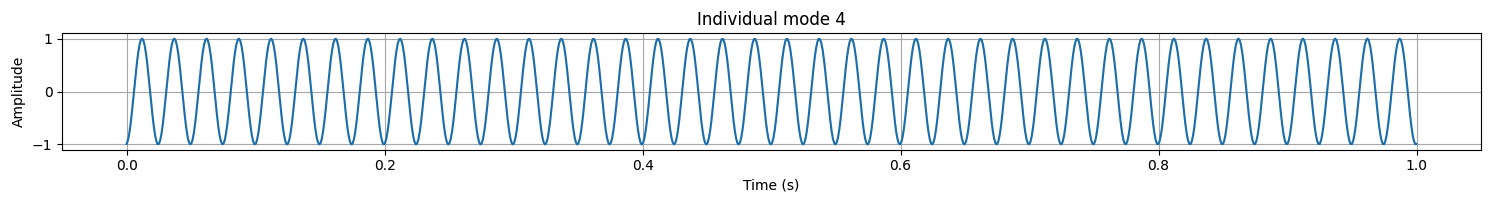 Individual mode 4
Amplitude
1
0
−1
0.0 0.2 0.4 0.6 0.8 1.0
Time (s)